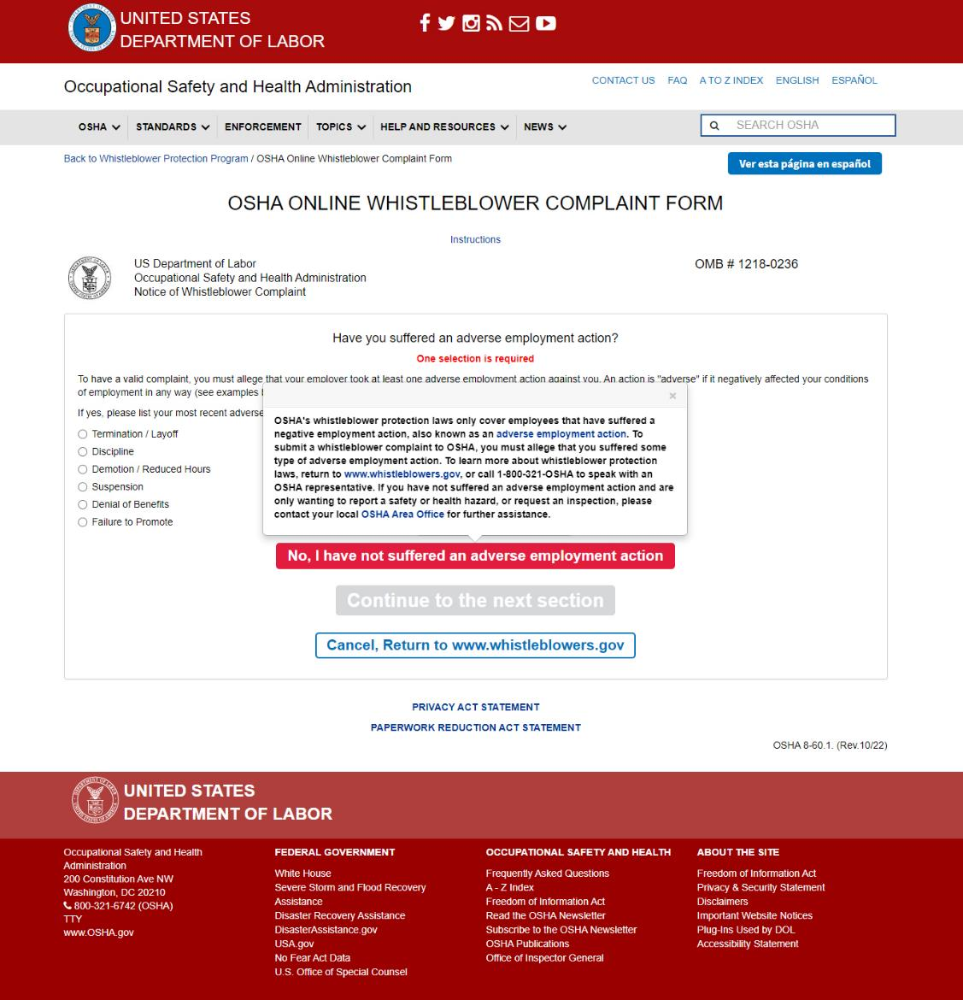 UNITED STATES
DEPARTMENT OF LABOR
Occupational Safety and Health Administration
CONTACT US FAQ A TO Z INDEX ENGLISH ESPAÑOL
OSHA STANDARDS ENFORCEMENT TOPICS HELP AND RESOURCES NEWS
SEARCH OSHA
Back to Whistleblower Protection Program / OSHA Online Whistleblower Complaint Form
Ver esta página en español
OSHA ONLINE WHISTLEBLOWER COMPLAINT FORM
Instructions
US Department of Labor
Occupational Safety and Health Administration
Notice of Whistleblower Complaint
OMB # 1218-0236
Have you suffered an adverse employment action?
One selection is required
To have a valid complaint, you must allege that your employer took at least one adverse employment action against you. An action is "adverse" if it negatively affected your conditions
of employment in any way (see examples
If yes, please list your most recent adverse
Termination / Layoff
Discipline
Demotion / Reduced Hours
Suspension
Denial of Benefits
Failure to Promote
×
OSHA's whistleblower protection laws only cover employees that have suffered a
negative employment action, also known as an adverse employment action. To
submit a whistleblower complaint to OSHA, you must allege that you suffered some
type of adverse employment action. To learn more about whistleblower protection
laws, return to www.whistleblowers.gov, or call 1-800-321-OSHA to speak with an
OSHA representative. If you have not suffered an adverse employment action and are
only wanting to report a safety or health hazard, or request an inspection, please
contact your local OSHA Area Office for further assistance.
No, I have not suffered an adverse employment action
Continue to the next section
Cancel, Return to www.whistleblowers.gov
PRIVACY ACT STATEMENT
PAPERWORK REDUCTION ACT STATEMENT
OSHA 8-60.1. (Rev.10/22)
UNITED STATES
DEPARTMENT OF LABOR
Occupational Safety and Health
Administration
200 Constitution Ave NW
Washington, DC 20210
800-321-6742 (OSHA)
TTY
www.OSHA.gov
FEDERAL GOVERNMENT
White House
Severe Storm and Flood Recovery
Assistance
Disaster Recovery Assistance
DisasterAssistance.gov
USA.gov
No Fear Act Data
U.S. Office of Special Counsel
OCCUPATIONAL SAFETY AND HEALTH
Frequently Asked Questions
A - Z Index
Freedom of Information Act
Read the OSHA Newsletter
Subscribe to the OSHA Newsletter
OSHA Publications
Office of Inspector General
ABOUT THE SITE
Freedom of Information Act
Privacy & Security Statement
Disclaimers
Important Website Notices
Plug-Ins Used by DOL
Accessibility Statement